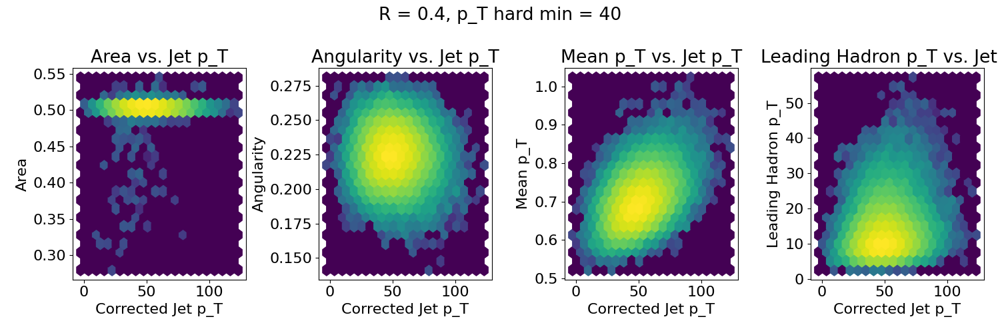 R = 0.4, p_T hard min = 40
Area vs. Jet p_T
Area
0.55
0.50
0.45
0.40
0.35
0.30
0
50
100
Corrected Jet p_T
Angularity vs. Jet p_T
Angularity
0.275
0.250
0.225
0.200
0.175
0.150
0
50
100
Corrected Jet p_T
Mean p_T vs. Jet p_T
Mean p_T
1.0
0.9
0.8
0.7
0.6
0.5
0
50
100
Corrected Jet p_T
Leading Hadron p_T vs. Jet
Leading Hadron p_T
50
40
30
20
10
0
0
50
100
Corrected Jet p_T